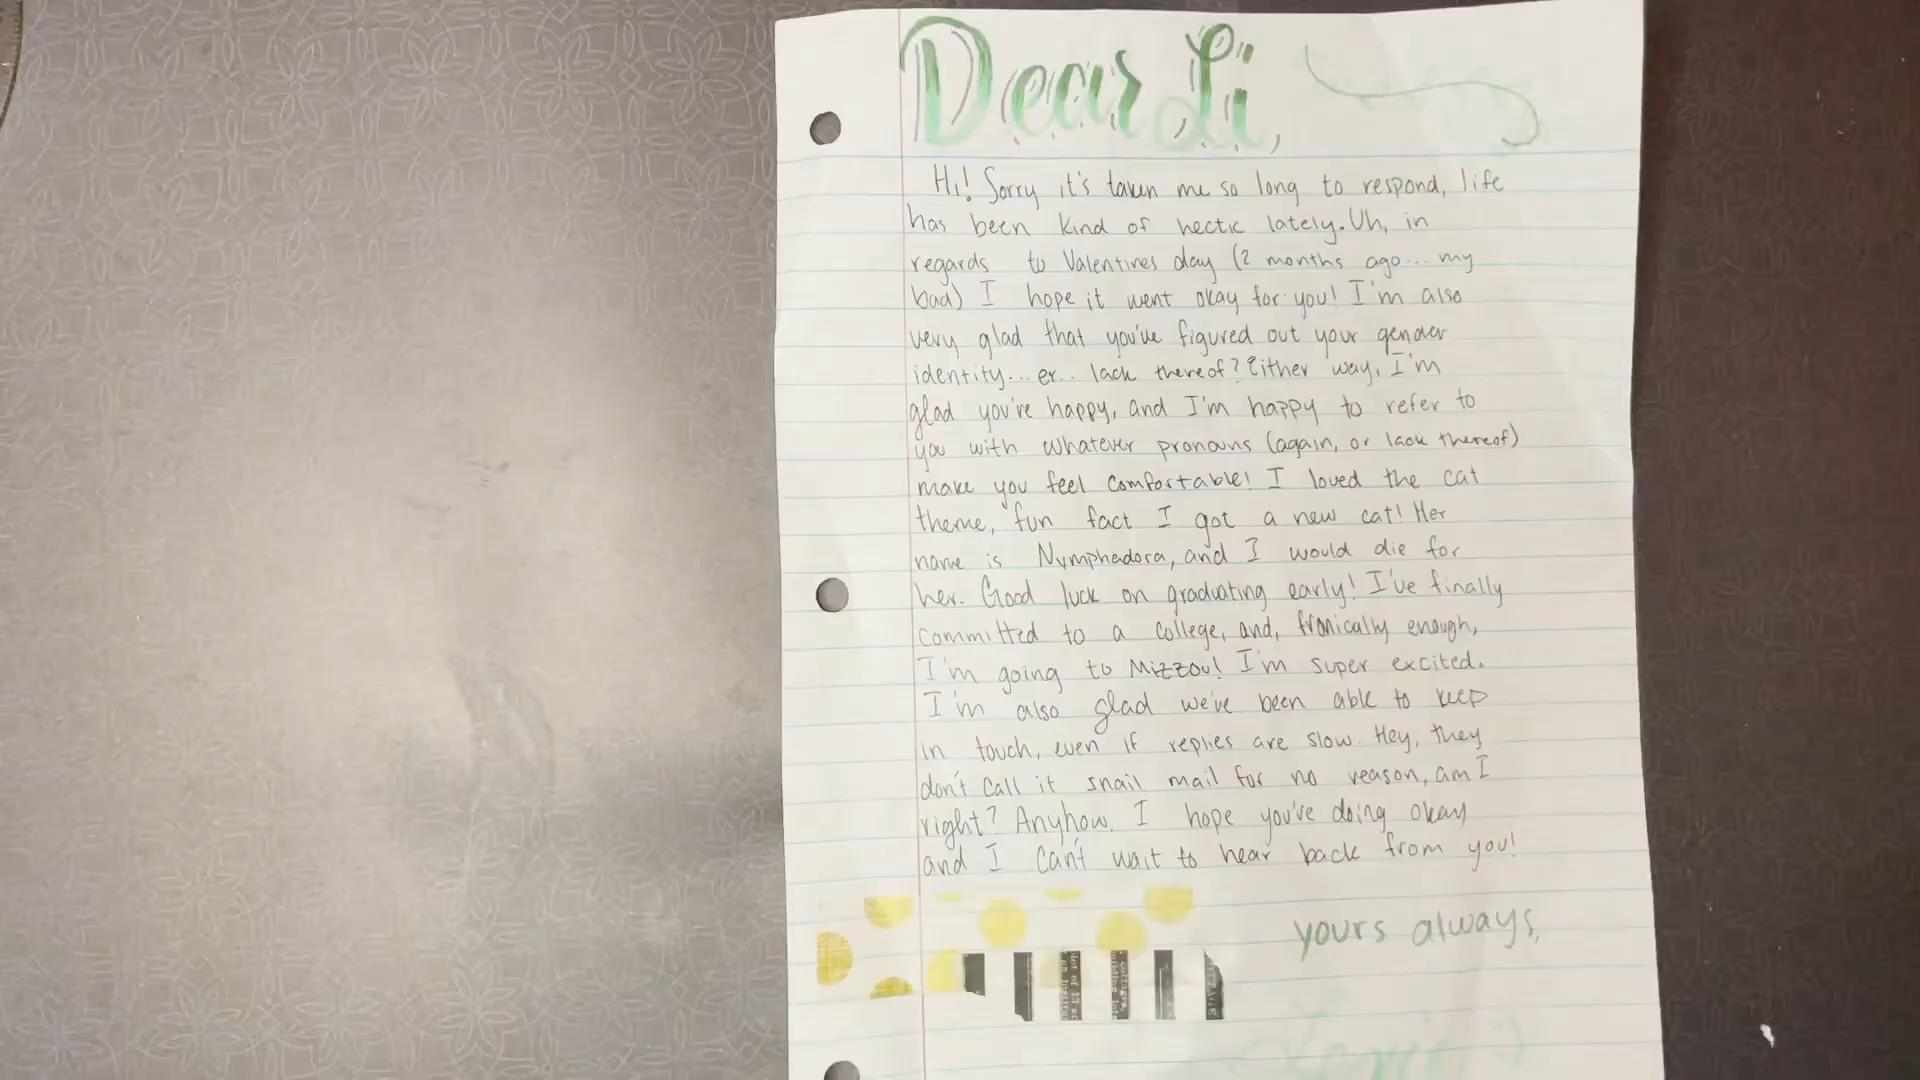 Dear Li,
Hi! Sorry it's taken me so long to respond, life
has been kind of hectic lately. Uh, in
regards to Valentines day (2 months ago... my
bad) I hope it went okay for you! I'm also
very glad that you've figured out your gender
identity... er.. lack thereof? Either way, I'm
glad you're happy, and I'm happy to refer to
you with whatever pronouns (again, or lack thereof)
make you feel comfortable! I loved the cat
theme, fun fact I got a new cat! Her
name is Nymphadora, and I would die for
her. Good luck on graduating early! I've finally
committed to a college, and, ironically enough,
I'm going to Mizzou! I'm super excited.
I'm also glad we've been able to keep
in touch, even if replies are slow. Hey, they
don't call it snail mail for no reason, am I
right? Anyhow, I hope you're doing okay
and I can't wait to hear back from you!
yours always,